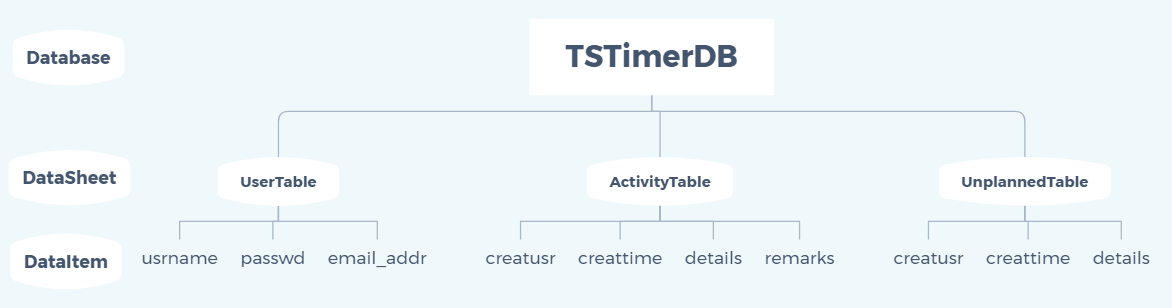 Database
TSTimerDB
DataSheet
UserTable
ActivityTable
UnplannedTable
DataItem
usrname passwd email_addr
creatusr creattime details remarks
creatusr creattime details